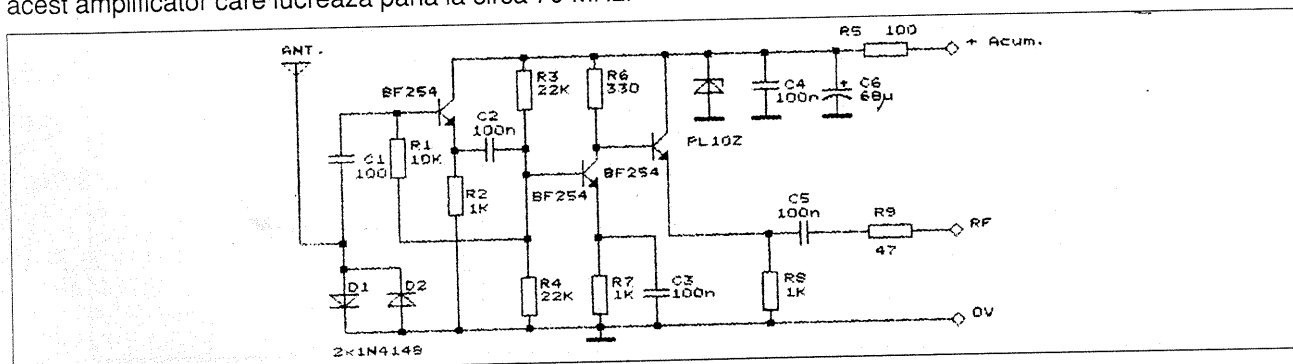 acest amplificator care lucrează până la circa 70 MHz.
ANT.
R5 100
+ Acum.
BF254
R3
22K
R6
330
C4
100n
+ C6
68µ
C2
100n
PL10Z
C1
100
R1
10K
BF254
BF254
R2
1K
C5
100n
R9
47
RF
D1
D2
R4
22K
R7
1K
C3
100n
R8
1K
0V
2x1N4148